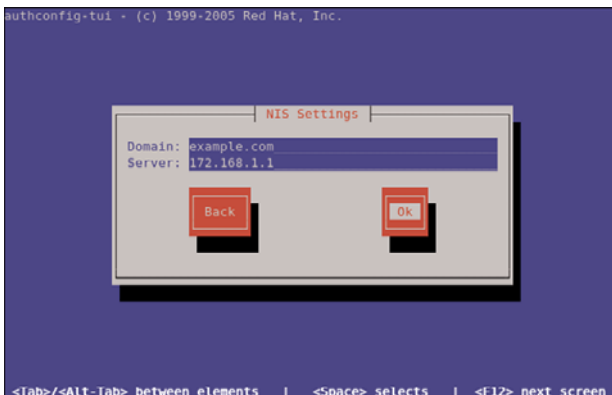 authconfig-tui - (c) 1999-2005 Red Hat, Inc.
NIS Settings
Domain: example.com
Server: 172.168.1.1
Back Ok
<Tab>/<Alt-Tab> between elements | <Space> selects | <F12> next screen